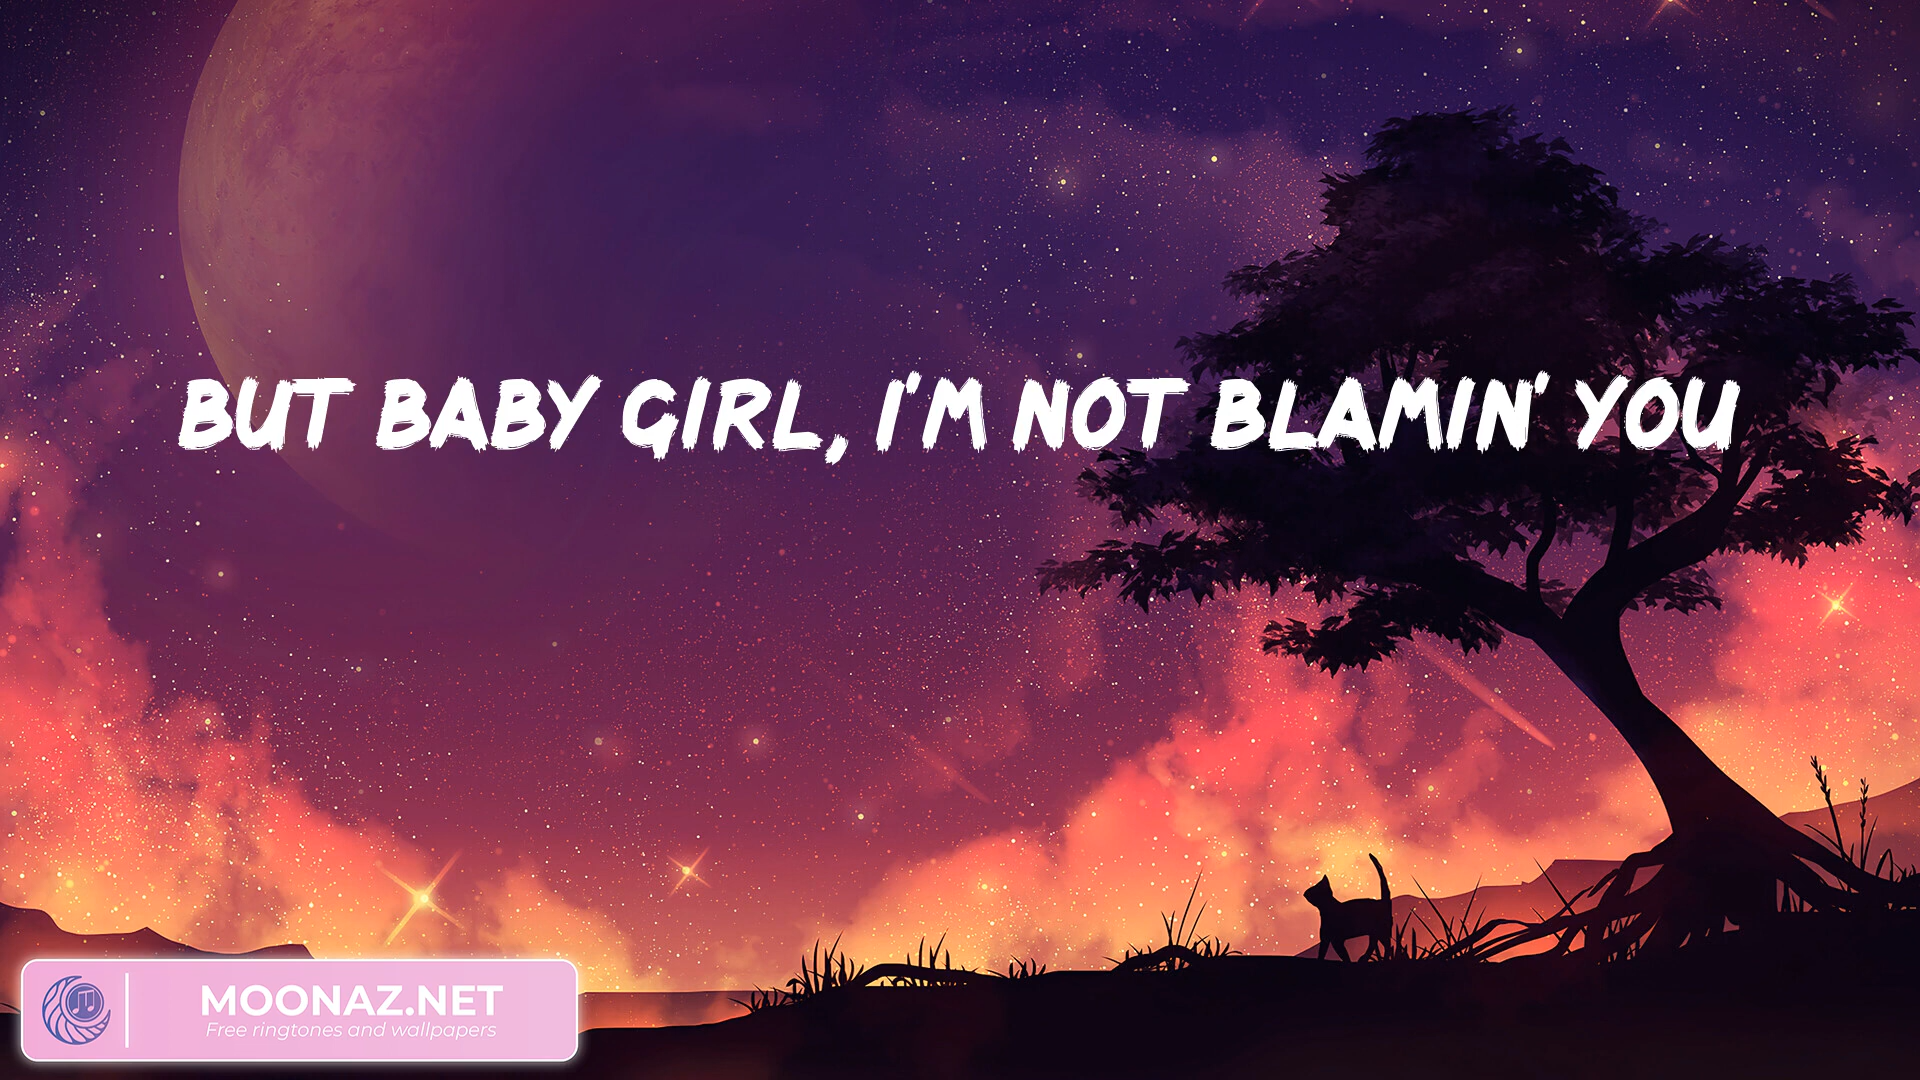 BUT BABY GIRL, I'M NOT BLAMIN' YOU
MOONAZ.NET
Free ringtones and wallpapers